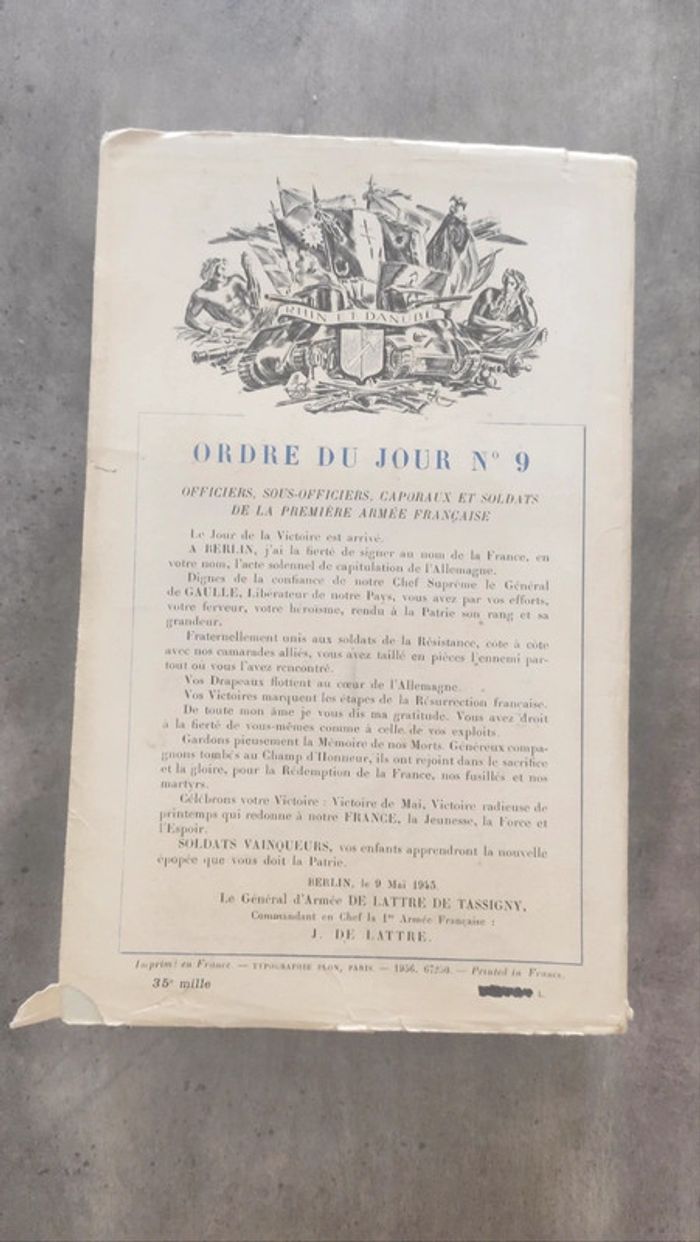 RHIN ET DANUBE
ORDRE DU JOUR Nº 9
OFFICIERS, SOUS-OFFICIERS, CAPORAUX ET SOLDATS
DE LA PREMIÈRE ARMÉE FRANÇAISE
Le Jour de la Victoire est arrivé.
A BERLIN, j'ai la fierté de signer au nom de la France, en
votre nom, l'acte solennel de capitulation de l'Allemagne.
Dignes de la confiance de notre Chef Suprême le Général
de GAULLE, Libérateur de notre Pays, vous avez par vos efforts,
votre ferveur, votre héroïsme, rendu à la Patrie son rang et sa
grandeur.
Fraternellement unis aux soldats de la Résistance, côte à côte
avec nos camarades alliés, vous avez taillé en pièces l'ennemi par-
tout où vous l'avez rencontré.
Vos Drapeaux flottent au cœur de l'Allemagne.
Vos Victoires marquent les étapes de la Résurrection française.
De toute mon âme je vous dis ma gratitude. Vous avez droit
à la fierté de vous-mêmes comme à celle de vos exploits.
Gardons pieusement la Mémoire de nos Morts. Généreux compa-
gnons tombés au Champ d'Honneur, ils ont rejoint dans le sacrifice
et la gloire, pour la Rédemption de la France, nos fusillés et nos
martyrs.
Célébrons votre Victoire : Victoire de Mai, Victoire radieuse de
printemps qui redonne à notre FRANCE, la Jeunesse, la Force et
l'Espoir.
SOLDATS VAINQUEURS, vos enfants apprendront la nouvelle
épopée que vous doit la Patrie.
BERLIN, le 9 Mai 1945.
Le Général d'Armée DE LATTRE DE TASSIGNY,
Commandant en Chef la 1re Armée Française :
J. DE LATTRE.
Imprimé en France. — TYPOGRAPHIE PLON, PARIS. — 1956. 67250. — Printed in France.
35e mille
L.